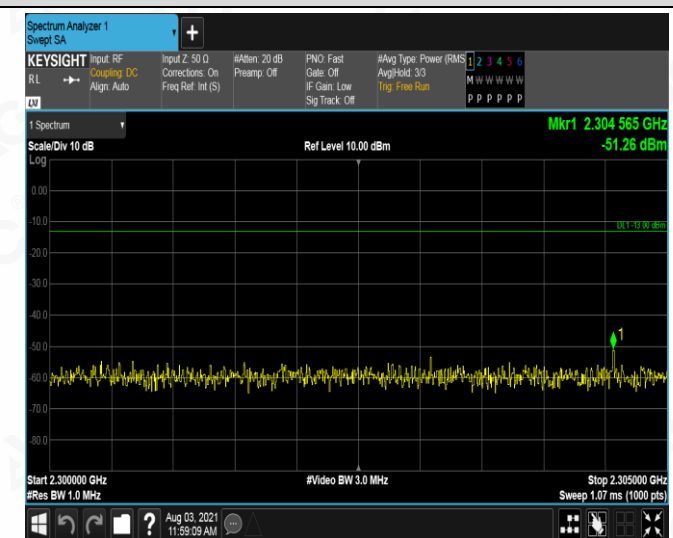 Spectrum Analyzer 1
Swept SA
+
KEYSIGHT
RL
LXI
Input: RF
Coupling: DC
Align: Auto
Input Z: 50 Ω
Corrections: On
Freq Ref: Int (S)
#Atten: 20 dB
Preamp: Off
PNO: Fast
Gate: Off
IF Gain: Low
Sig Track: Off
#Avg Type: Power (RMS
Avg|Hold: 3/3
Trig: Free Run
1 2 3 4 5 6
M W W W W W
P P P P P P
1 Spectrum
Mkr1 2.304 565 GHz
Scale/Div 10 dB
Ref Level 10.00 dBm
-51.26 dBm
Log
0.00
-10.0
DL1 -13.00 dBm
-20.0
-30.0
-40.0
1
-50.0
-60.0
-70.0
-80.0
Start 2.300000 GHz
#Video BW 3.0 MHz
Stop 2.305000 GHz
#Res BW 1.0 MHz
Sweep 1.07 ms (1000 pts)
?
Aug 03, 2021
11:59:09 AM